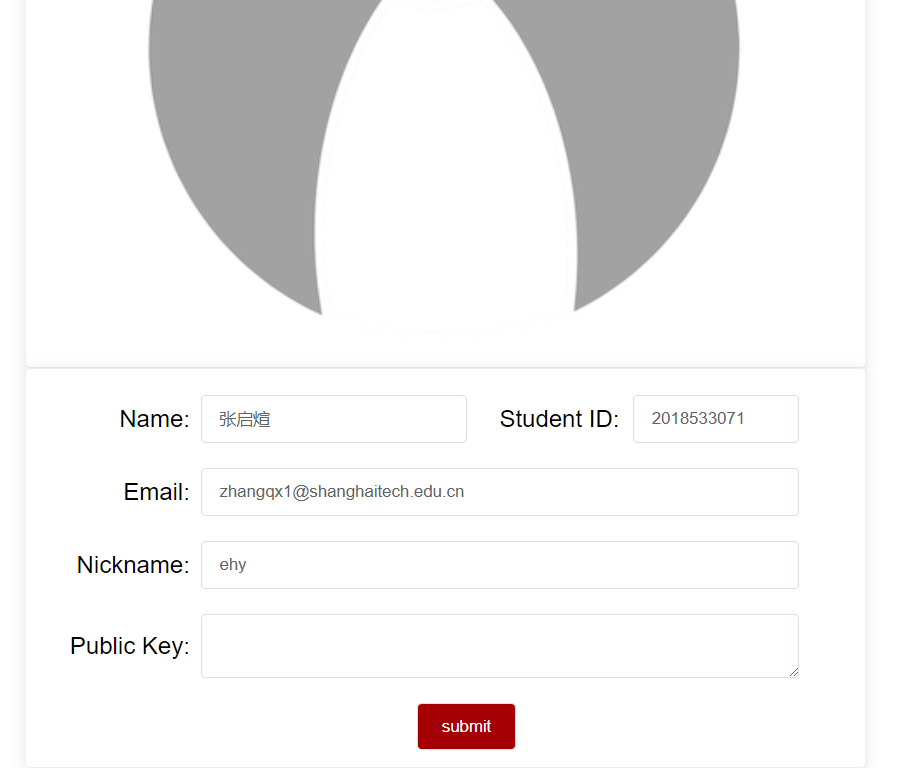 Name: 张启煊 Student ID: 2018533071
Email: zhangqx1@shanghaitech.edu.cn
Nickname: ehy
Public Key:
submit